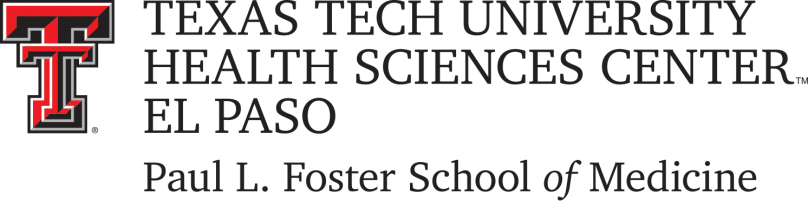 TEXAS TECH UNIVERSITY
HEALTH SCIENCES CENTER™
EL PASO
Paul L. Foster School of Medicine